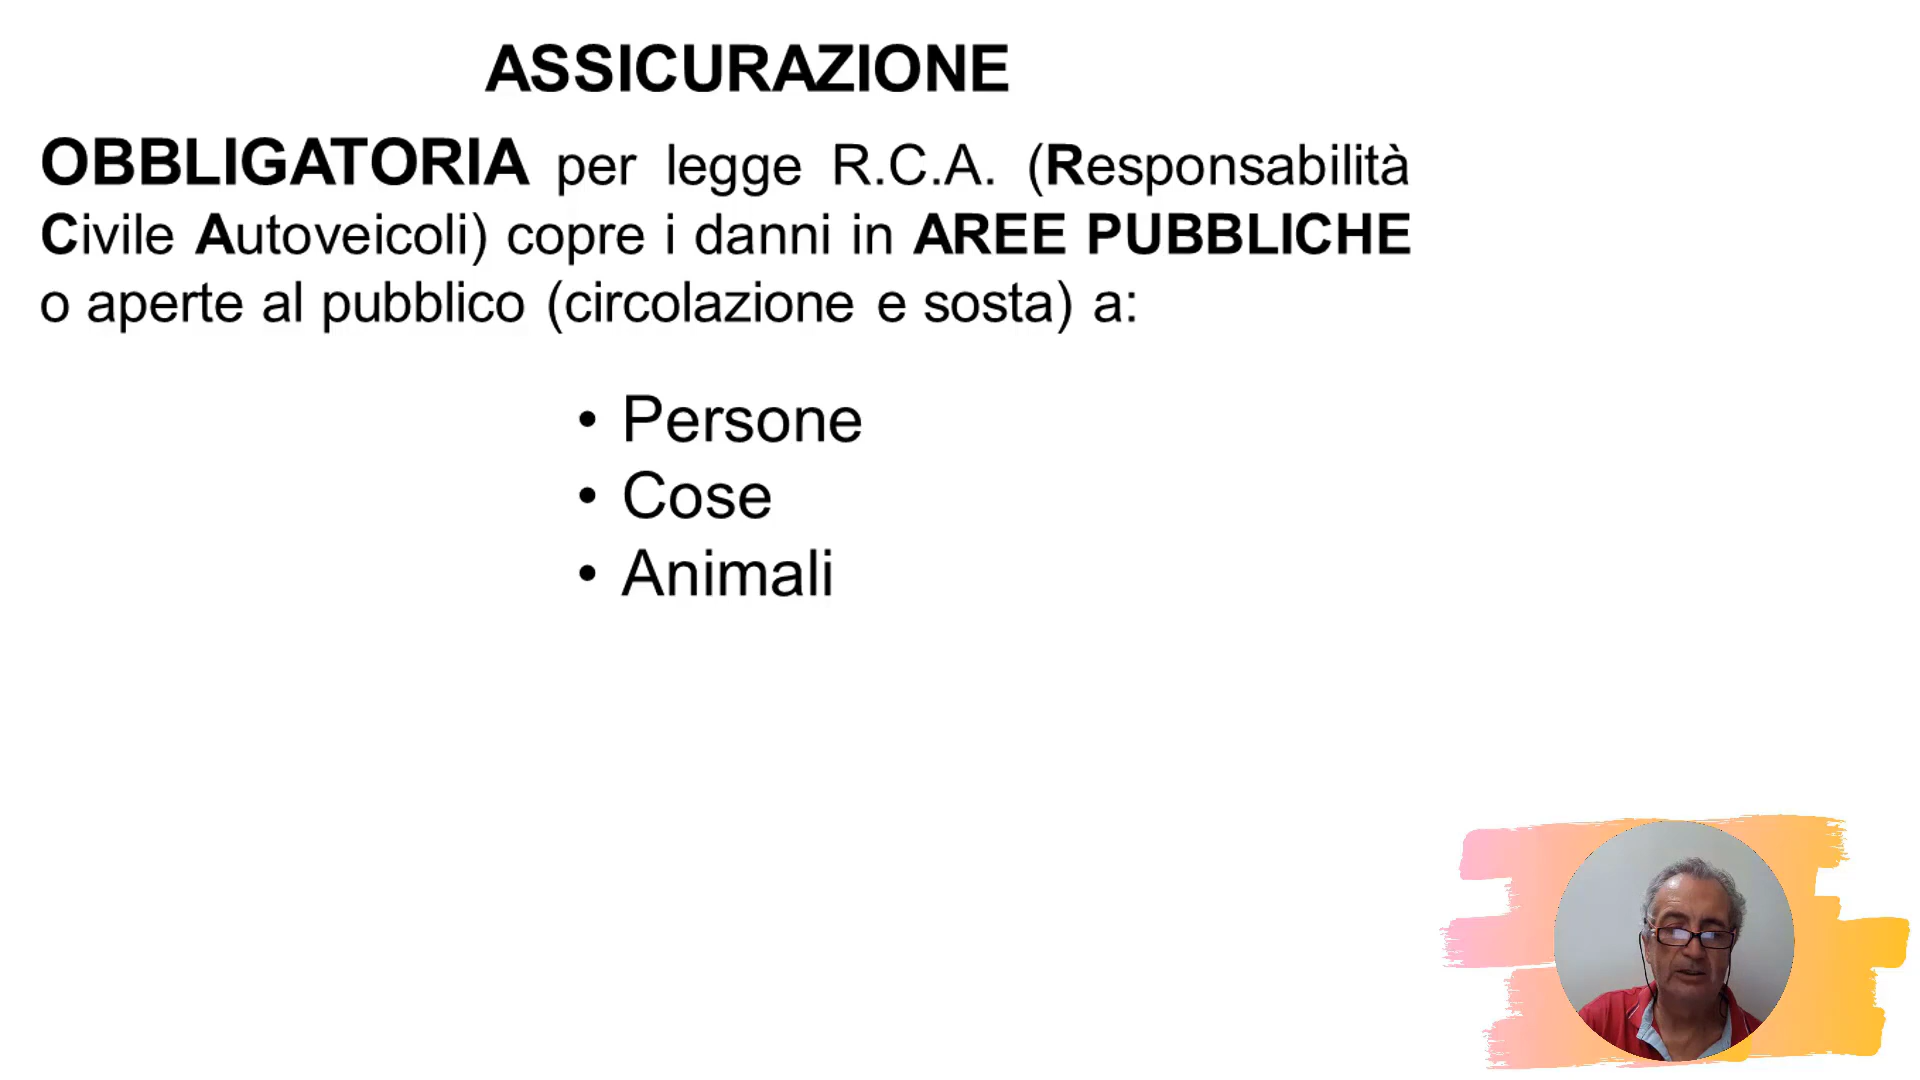 ASSICURAZIONE
OBBLIGATORIA per legge R.C.A. (Responsabilità
Civile Autoveicoli) copre i danni in AREE PUBBLICHE
o aperte al pubblico (circolazione e sosta) a:
• Persone
• Cose
• Animali